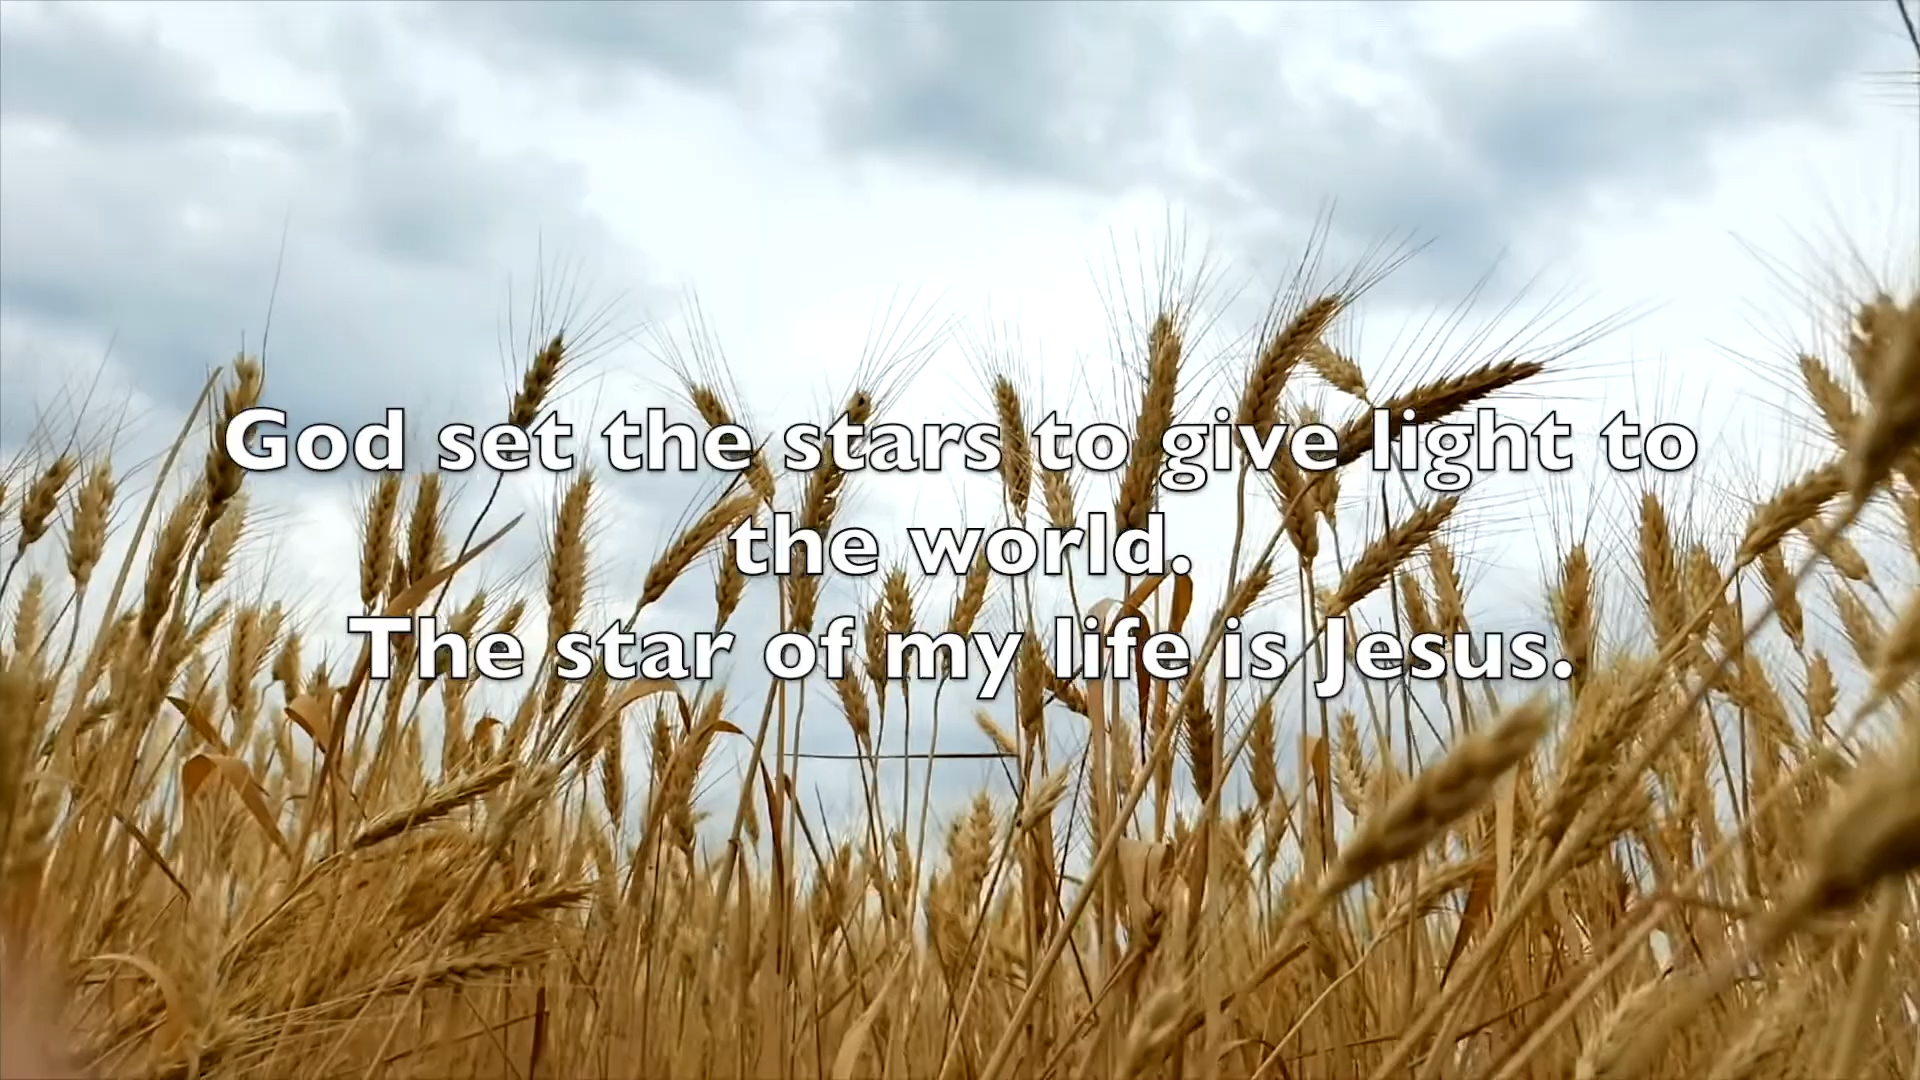 God set the stars to give light to
the world.
The star of my life is Jesus.